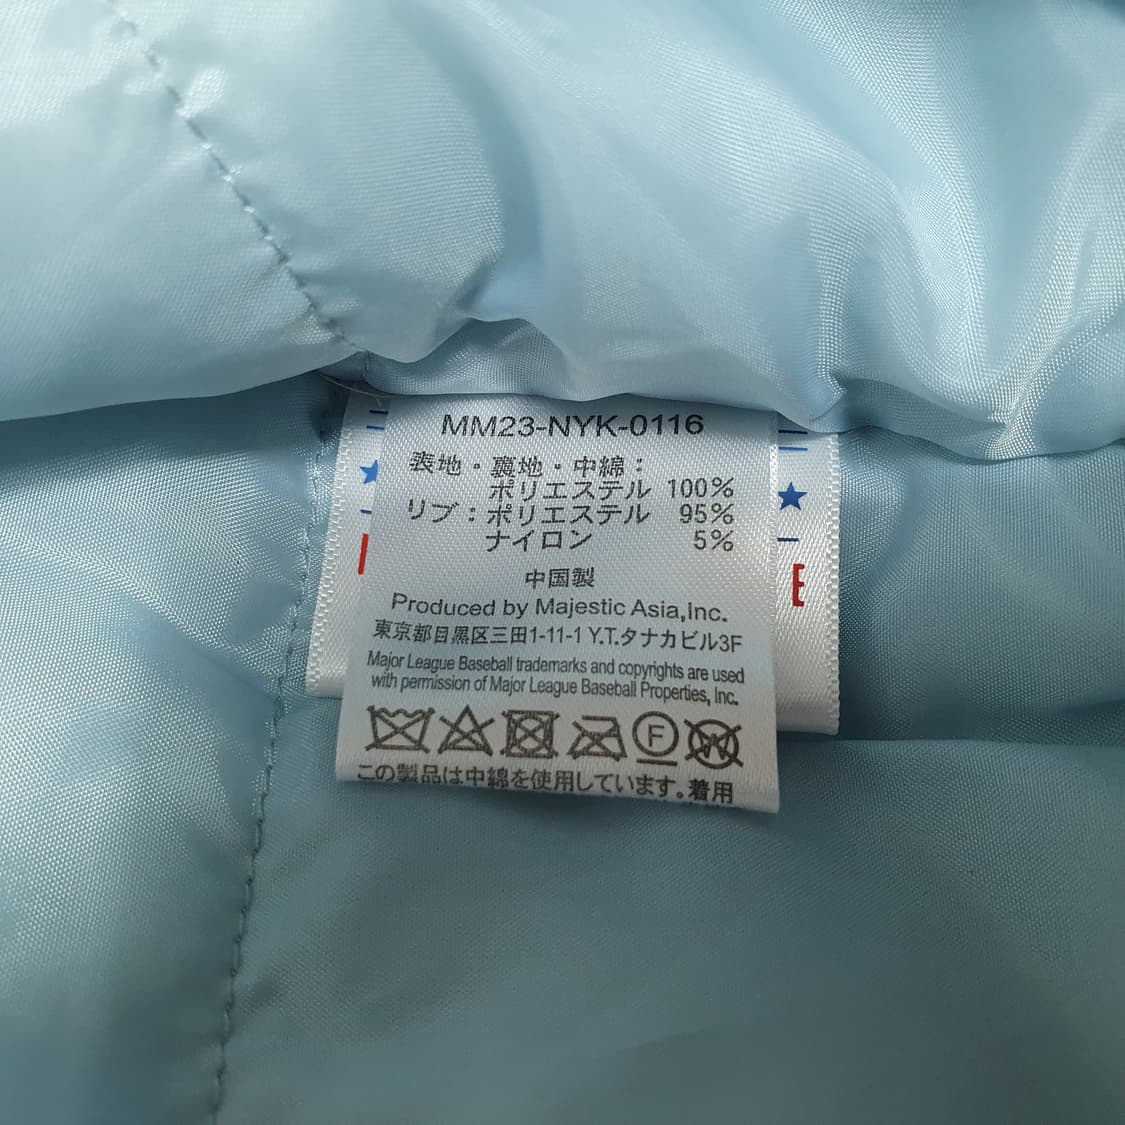 MM23-NYK-0116
表地・裏地・中綿：
ポリエステル 100%
リブ：ポリエステル 95%
ナイロン 5%
中国製
Produced by Majestic Asia,Inc.
東京都目黒区三田1-11-1 Y.T.タナカビル3F
Major League Baseball trademarks and copyrights are used
with permission of Major League Baseball Properties, Inc.
F
W
この製品は中綿を使用しています。着用
E